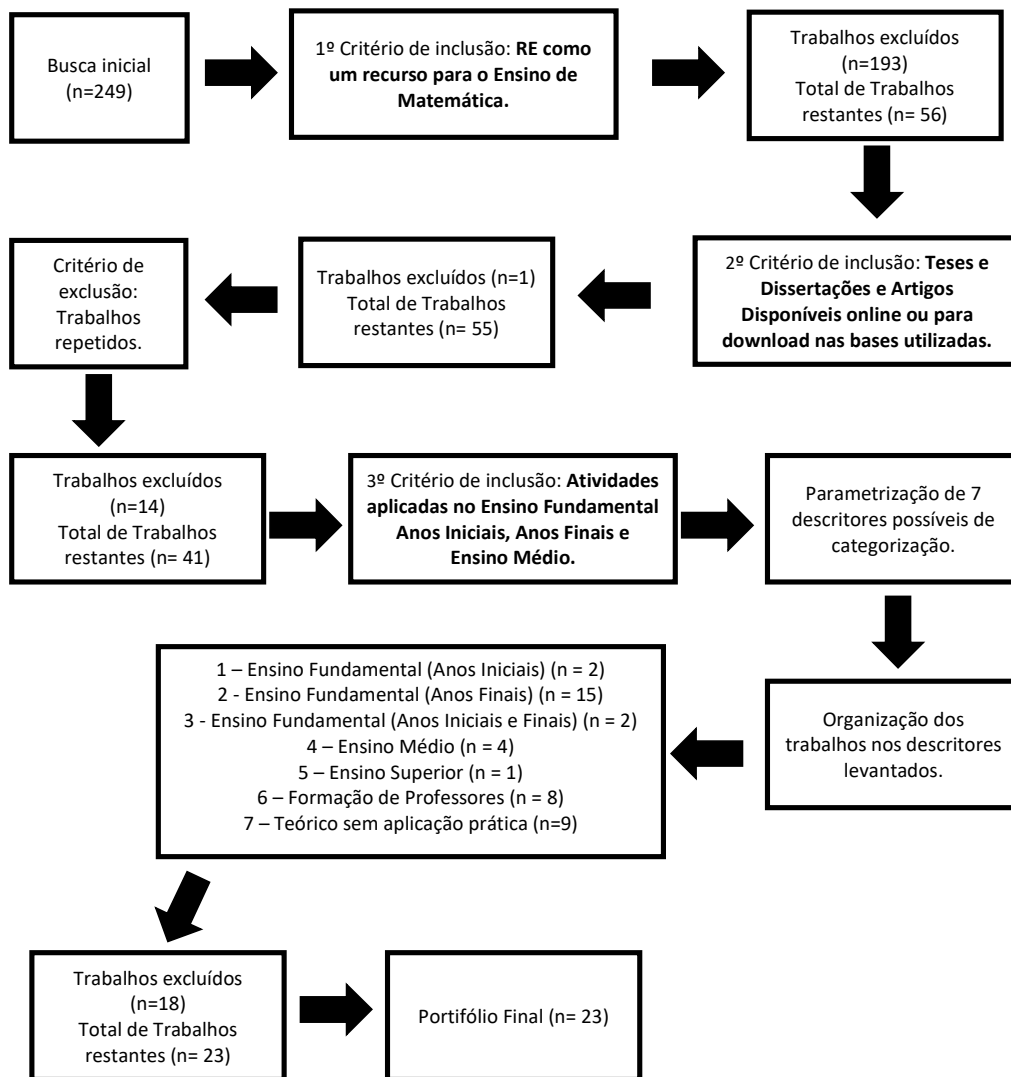 Busca inicial
(n=249)
1º Critério de inclusão: RE como
um recurso para o Ensino de
Matemática.
Trabalhos excluídos
(n=193)
Total de Trabalhos
restantes (n= 56)
2º Critério de inclusão: Teses e
Dissertações e Artigos
Disponíveis online ou para
download nas bases utilizadas.
Trabalhos excluídos (n=1)
Total de Trabalhos
restantes (n= 55)
Critério de
exclusão:
Trabalhos
repetidos.
Trabalhos excluídos
(n=14)
Total de Trabalhos
restantes (n= 41)
3º Critério de inclusão: Atividades
aplicadas no Ensino Fundamental
Anos Iniciais, Anos Finais e
Ensino Médio.
Parametrização de 7
descritores possíveis de
categorização.
Organização dos
trabalhos nos descritores
levantados.
1 – Ensino Fundamental (Anos Iniciais) (n = 2)
2 - Ensino Fundamental (Anos Finais) (n = 15)
3 - Ensino Fundamental (Anos Iniciais e Finais) (n = 2)
4 – Ensino Médio (n = 4)
5 – Ensino Superior (n = 1)
6 – Formação de Professores (n = 8)
7 – Teórico sem aplicação prática (n=9)
Trabalhos excluídos
(n=18)
Total de Trabalhos
restantes (n= 23)
Portifólio Final (n= 23)